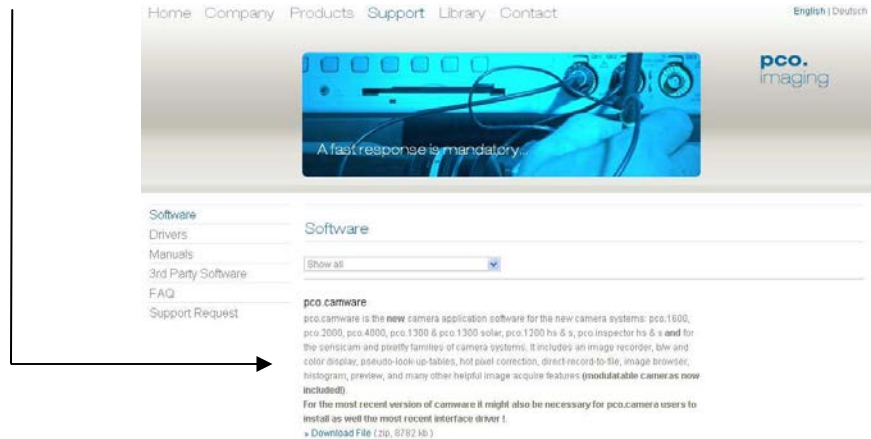 Home Company Products Support Library Contact
English | Deutsch
pco.
imaging
A fast response is mandatory...
Software
Drivers
Manuals
3rd Party Software
FAQ
Support Request
Software
Show all
pco.camware
pco.camware is the new camera application software for the new camera systems: pco.1600,
pco.2000, pco.4000, pco.1300 & pco.1300 solar, pco.1200 hs & s, pco.inspector hs & s and for
the sensicam and pixelfly families of camera systems. It includes an image recorder, b/w and
color display, pseudo-look-up-tables, hot pixel correction, direct-record-to-file, image browser,
histogram, preview, and many other helpful image acquire features (modulatable cameras now
included!).
For the most recent version of camware it might also be necessary for pco.camera users to
install as well the most recent interface driver !.
» Download File (zip, 8782 kb)